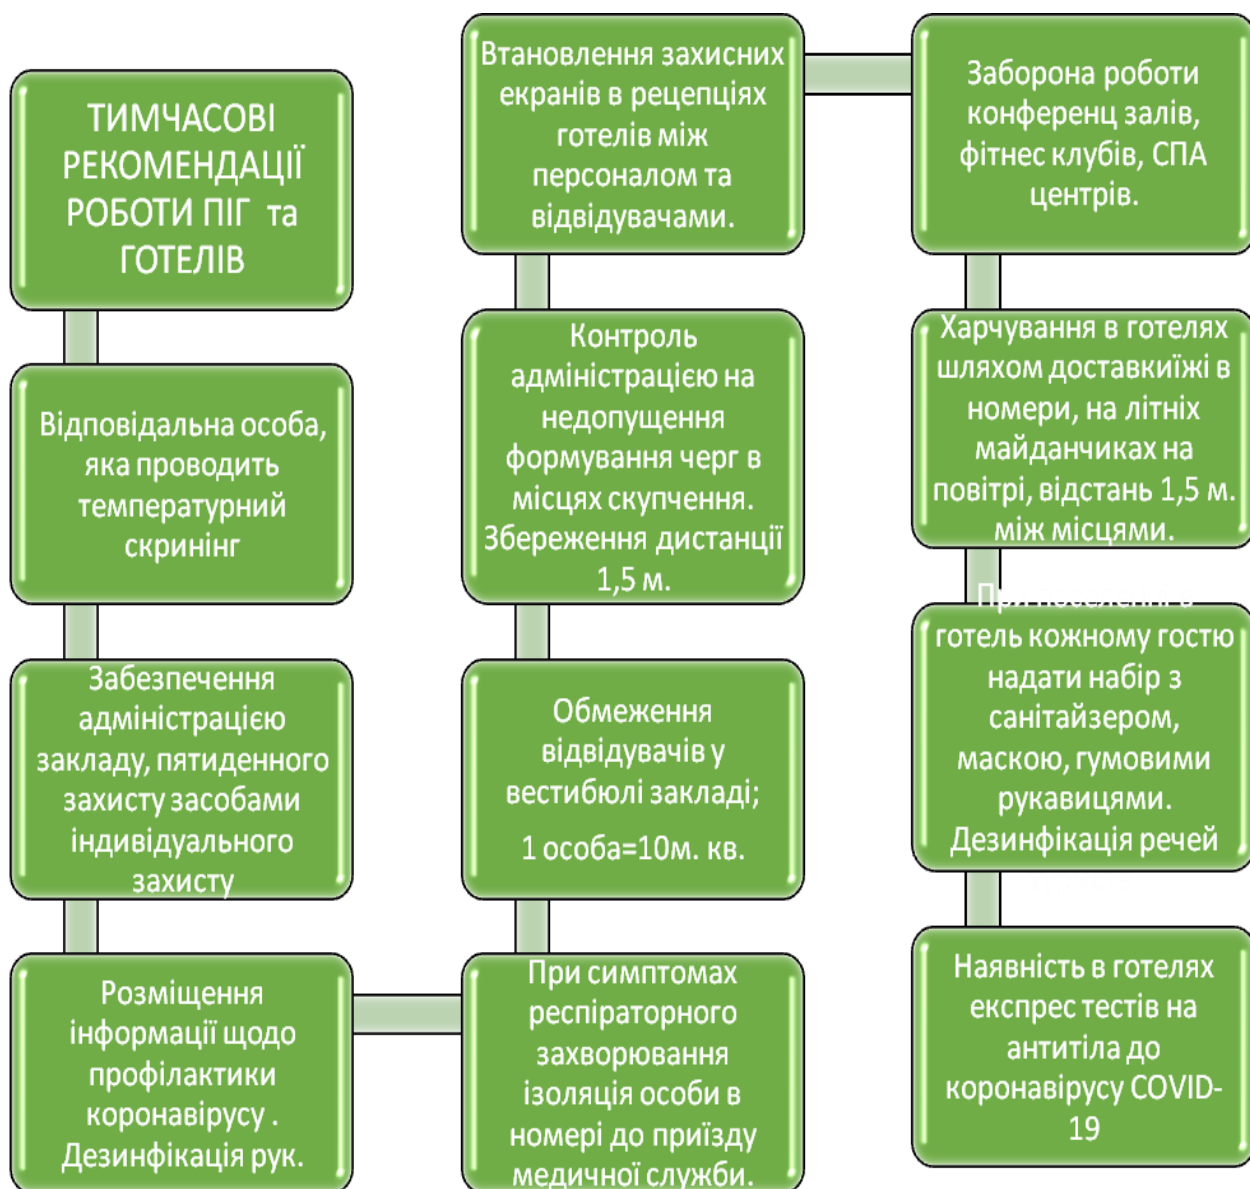 ТИМЧАСОВІ
РЕКОМЕНДАЦІЇ
РОБОТИ ПІГ та
ГОТЕЛІВ
Відповідальна особа,
яка проводить
температурний
скринінг
Забезпечення
адміністрацією
закладу, пятиденного
захисту засобами
індивідуального
захисту
Розміщення
інформації щодо
профілактики
коронавірусу .
Дезинфікація рук.
При симптомах
респіраторного
захворювання
ізоляція особи в
номері до приїзду
медичної служби.
Обмеження
відвідувачів у
вестибюлі закладі;
1 особа=10м. кв.
Контроль
адміністрацією на
недопущення
формування черг в
місцях скупчення.
Збереження дистанції
1,5 м.
Втановлення захисних
екранів в рецепціях
готелів між
персоналом та
відвідувачами.
Заборона роботи
конференц залів,
фітнес клубів, СПА
центрів.
Харчування в готелях
шляхом доставкиїжі в
номери, на літніх
майданчиках на
повітрі, відстань 1,5 м.
між місцями.
При поселенні в
готель кожному гостю
надати набір з
санітайзером,
маскою, гумовими
рукавицями.
Дезинфікація речей
Наявність в готелях
експрес тестів на
антитіла до
коронавірусу COVID-
19